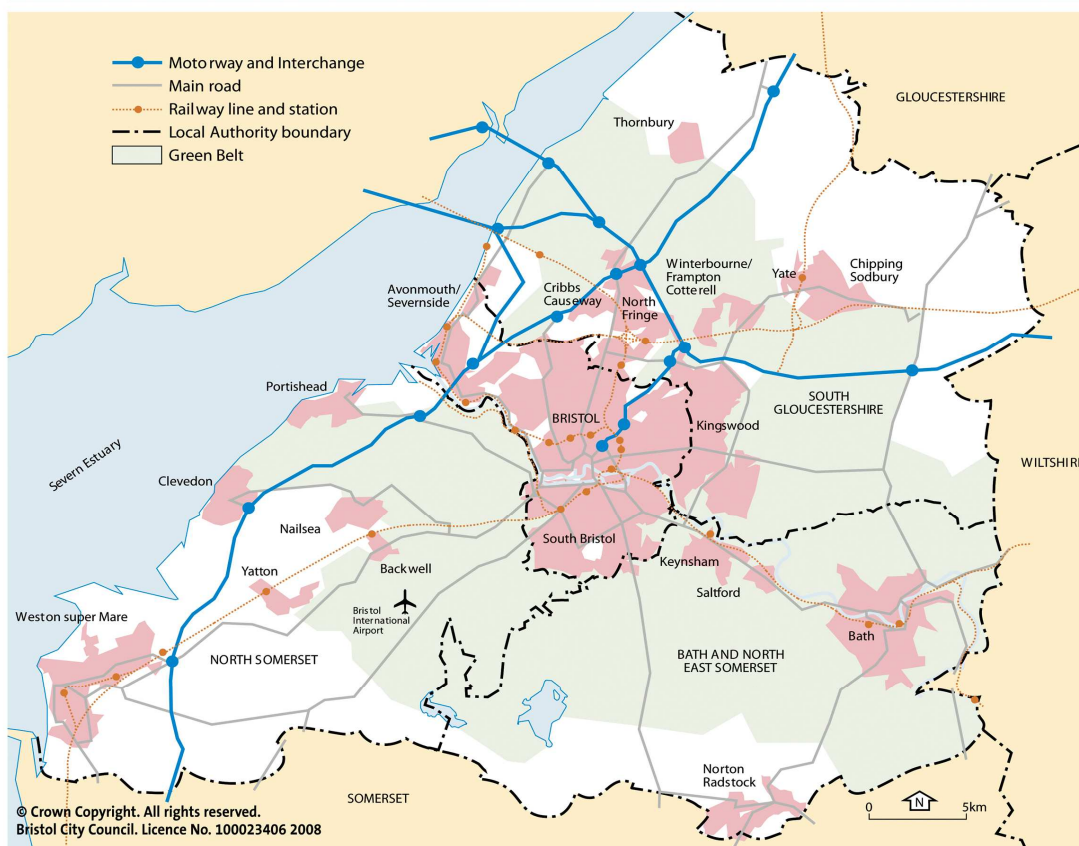 Motorway and Interchange
Main road
Railway line and station
Local Authority boundary
Green Belt
GLOUCESTERSHIRE
Thornbury
Winterbourne/
Frampton
Cotterell
Yate
Chipping
Sodbury
Avonmouth/
Severnside
Cribbs
Causeway
North
Fringe
Portishead
BRISTOL
Kingswood
SOUTH
GLOUCESTERSHIRE
Severn Estuary
WILTSHIRE
Clevedon
Nailsea
South Bristol
Keynsham
Backwell
Yatton
Saltford
Weston super Mare
Bristol
International
Airport
Bath
NORTH SOMERSET
BATH AND NORTH
EAST SOMERSET
Norton
Radstock
SOMERSET
N
0 5km
© Crown Copyright. All rights reserved.
Bristol City Council. Licence No. 100023406 2008